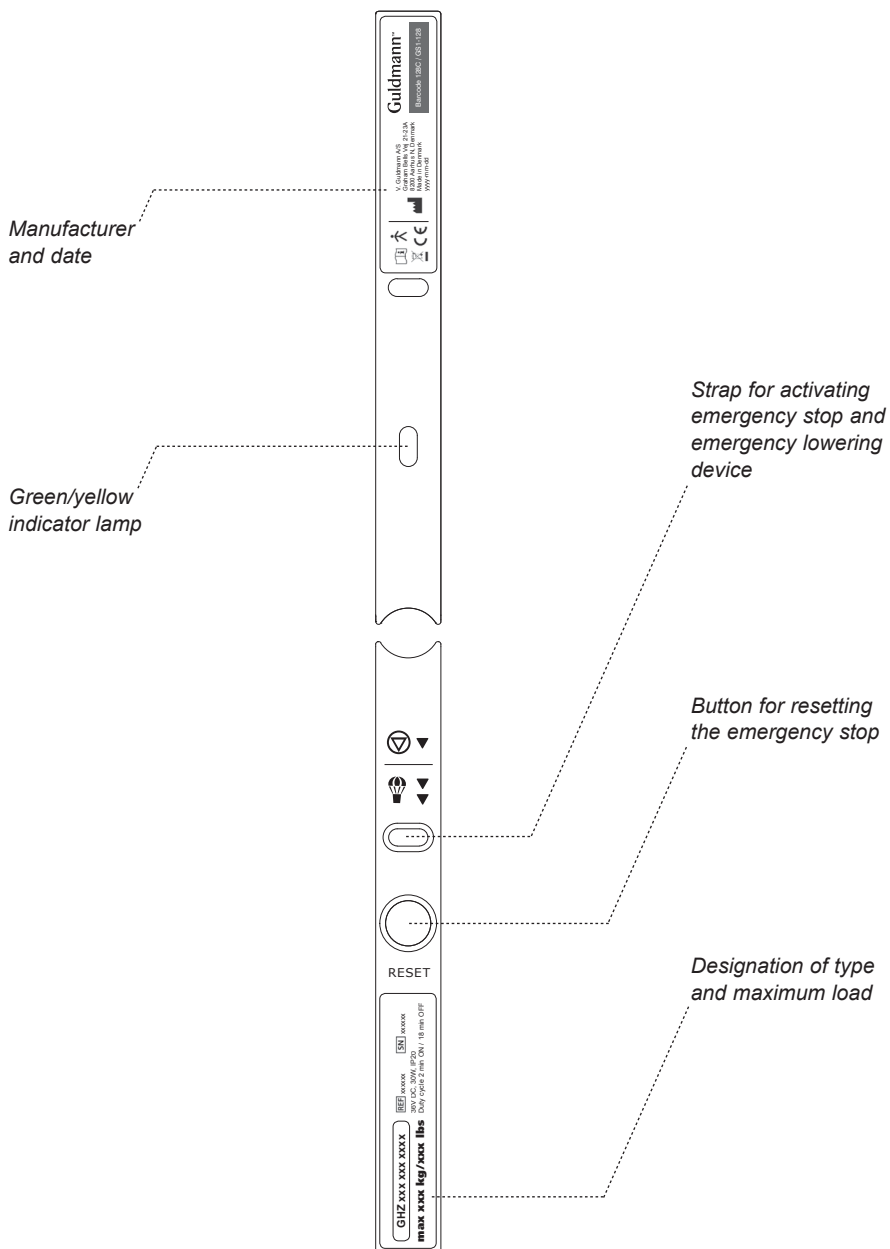 Guldmann™
Barcode 128C / GS1-128
V. Guldmann A/S
Graham Bells Vej 21-23A
8200 Aarhus N, Denmark
Made in Denmark
yyyy-mm-dd
CE
Manufacturer
and date
Green/yellow
indicator lamp
Strap for activating
emergency stop and
emergency lowering
device
Button for resetting
the emergency stop
RESET
Designation of type
and maximum load
GHZ xxx xxx xxxx
max xxx kg/xxx lbs
REF xxxxxx SN xxxxxx
36V DC, 30W, IP20
Duty cycle 2 min ON / 18 min OFF